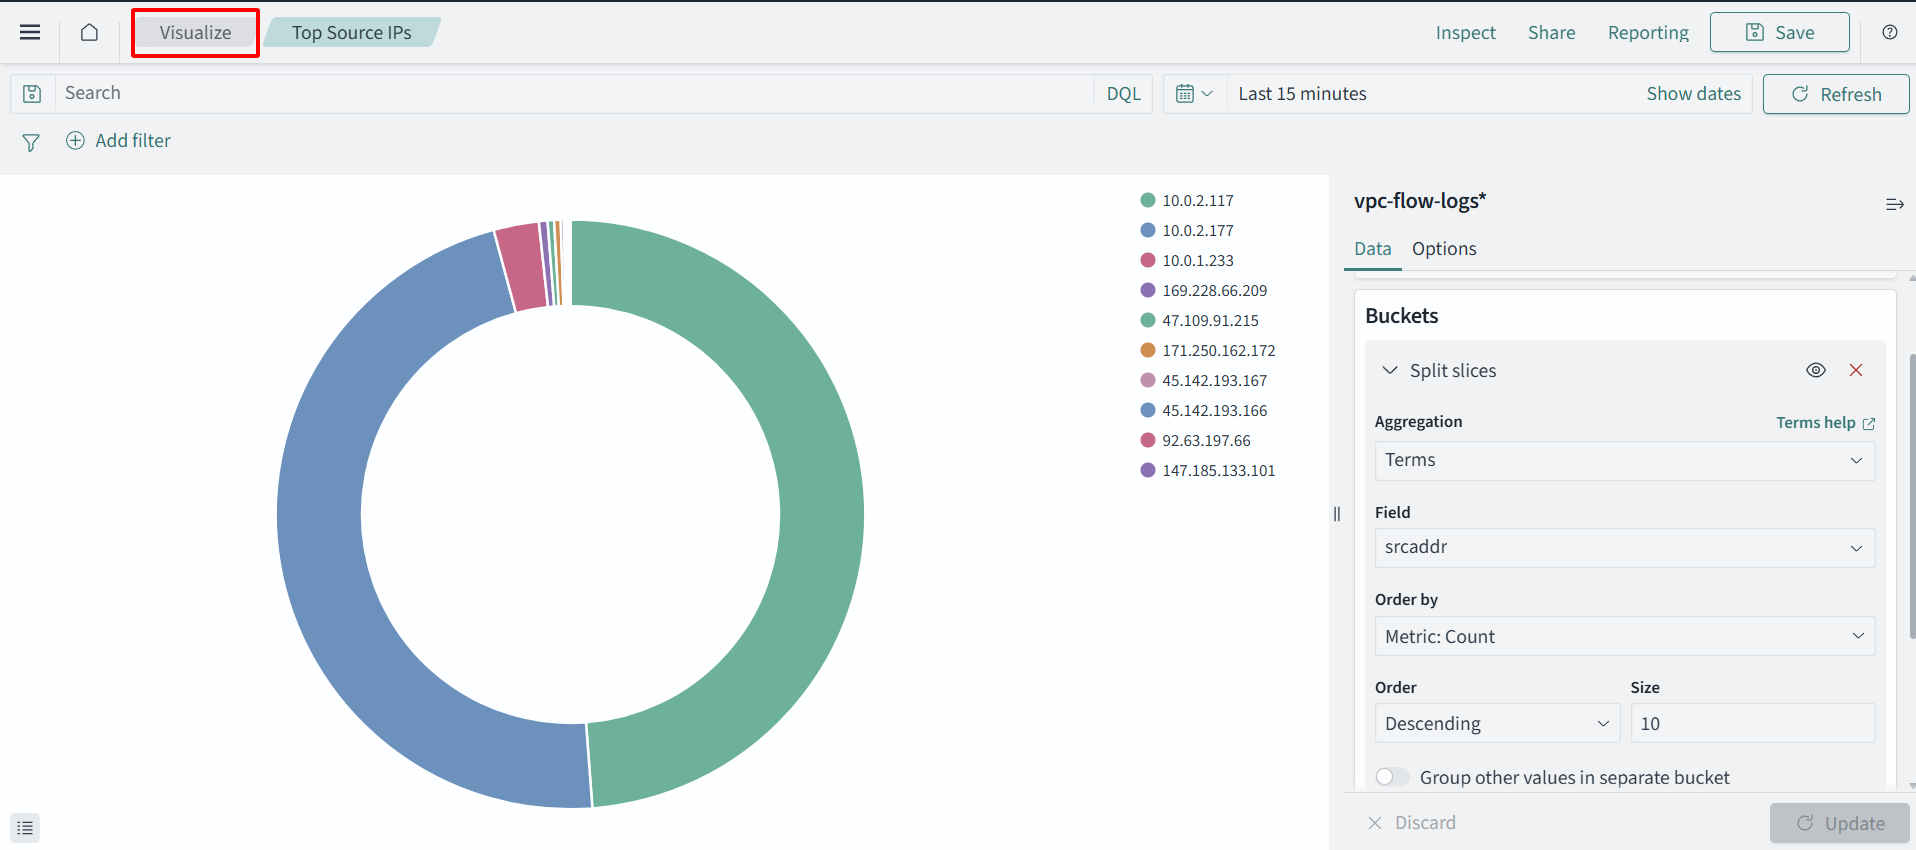 Visualize
Top Source IPs
Inspect
Share
Reporting
Save
Search
DQL
Last 15 minutes
Show dates
Refresh
Add filter
10.0.2.117
10.0.2.177
10.0.1.233
169.228.66.209
47.109.91.215
171.250.162.172
45.142.193.167
45.142.193.166
92.63.197.66
147.185.133.101
vpc-flow-logs*
Data
Options
Buckets
Split slices
Aggregation
Terms help
Terms
Field
srcaddr
Order by
Metric: Count
Order
Size
Descending
10
Group other values in separate bucket
Discard
Update